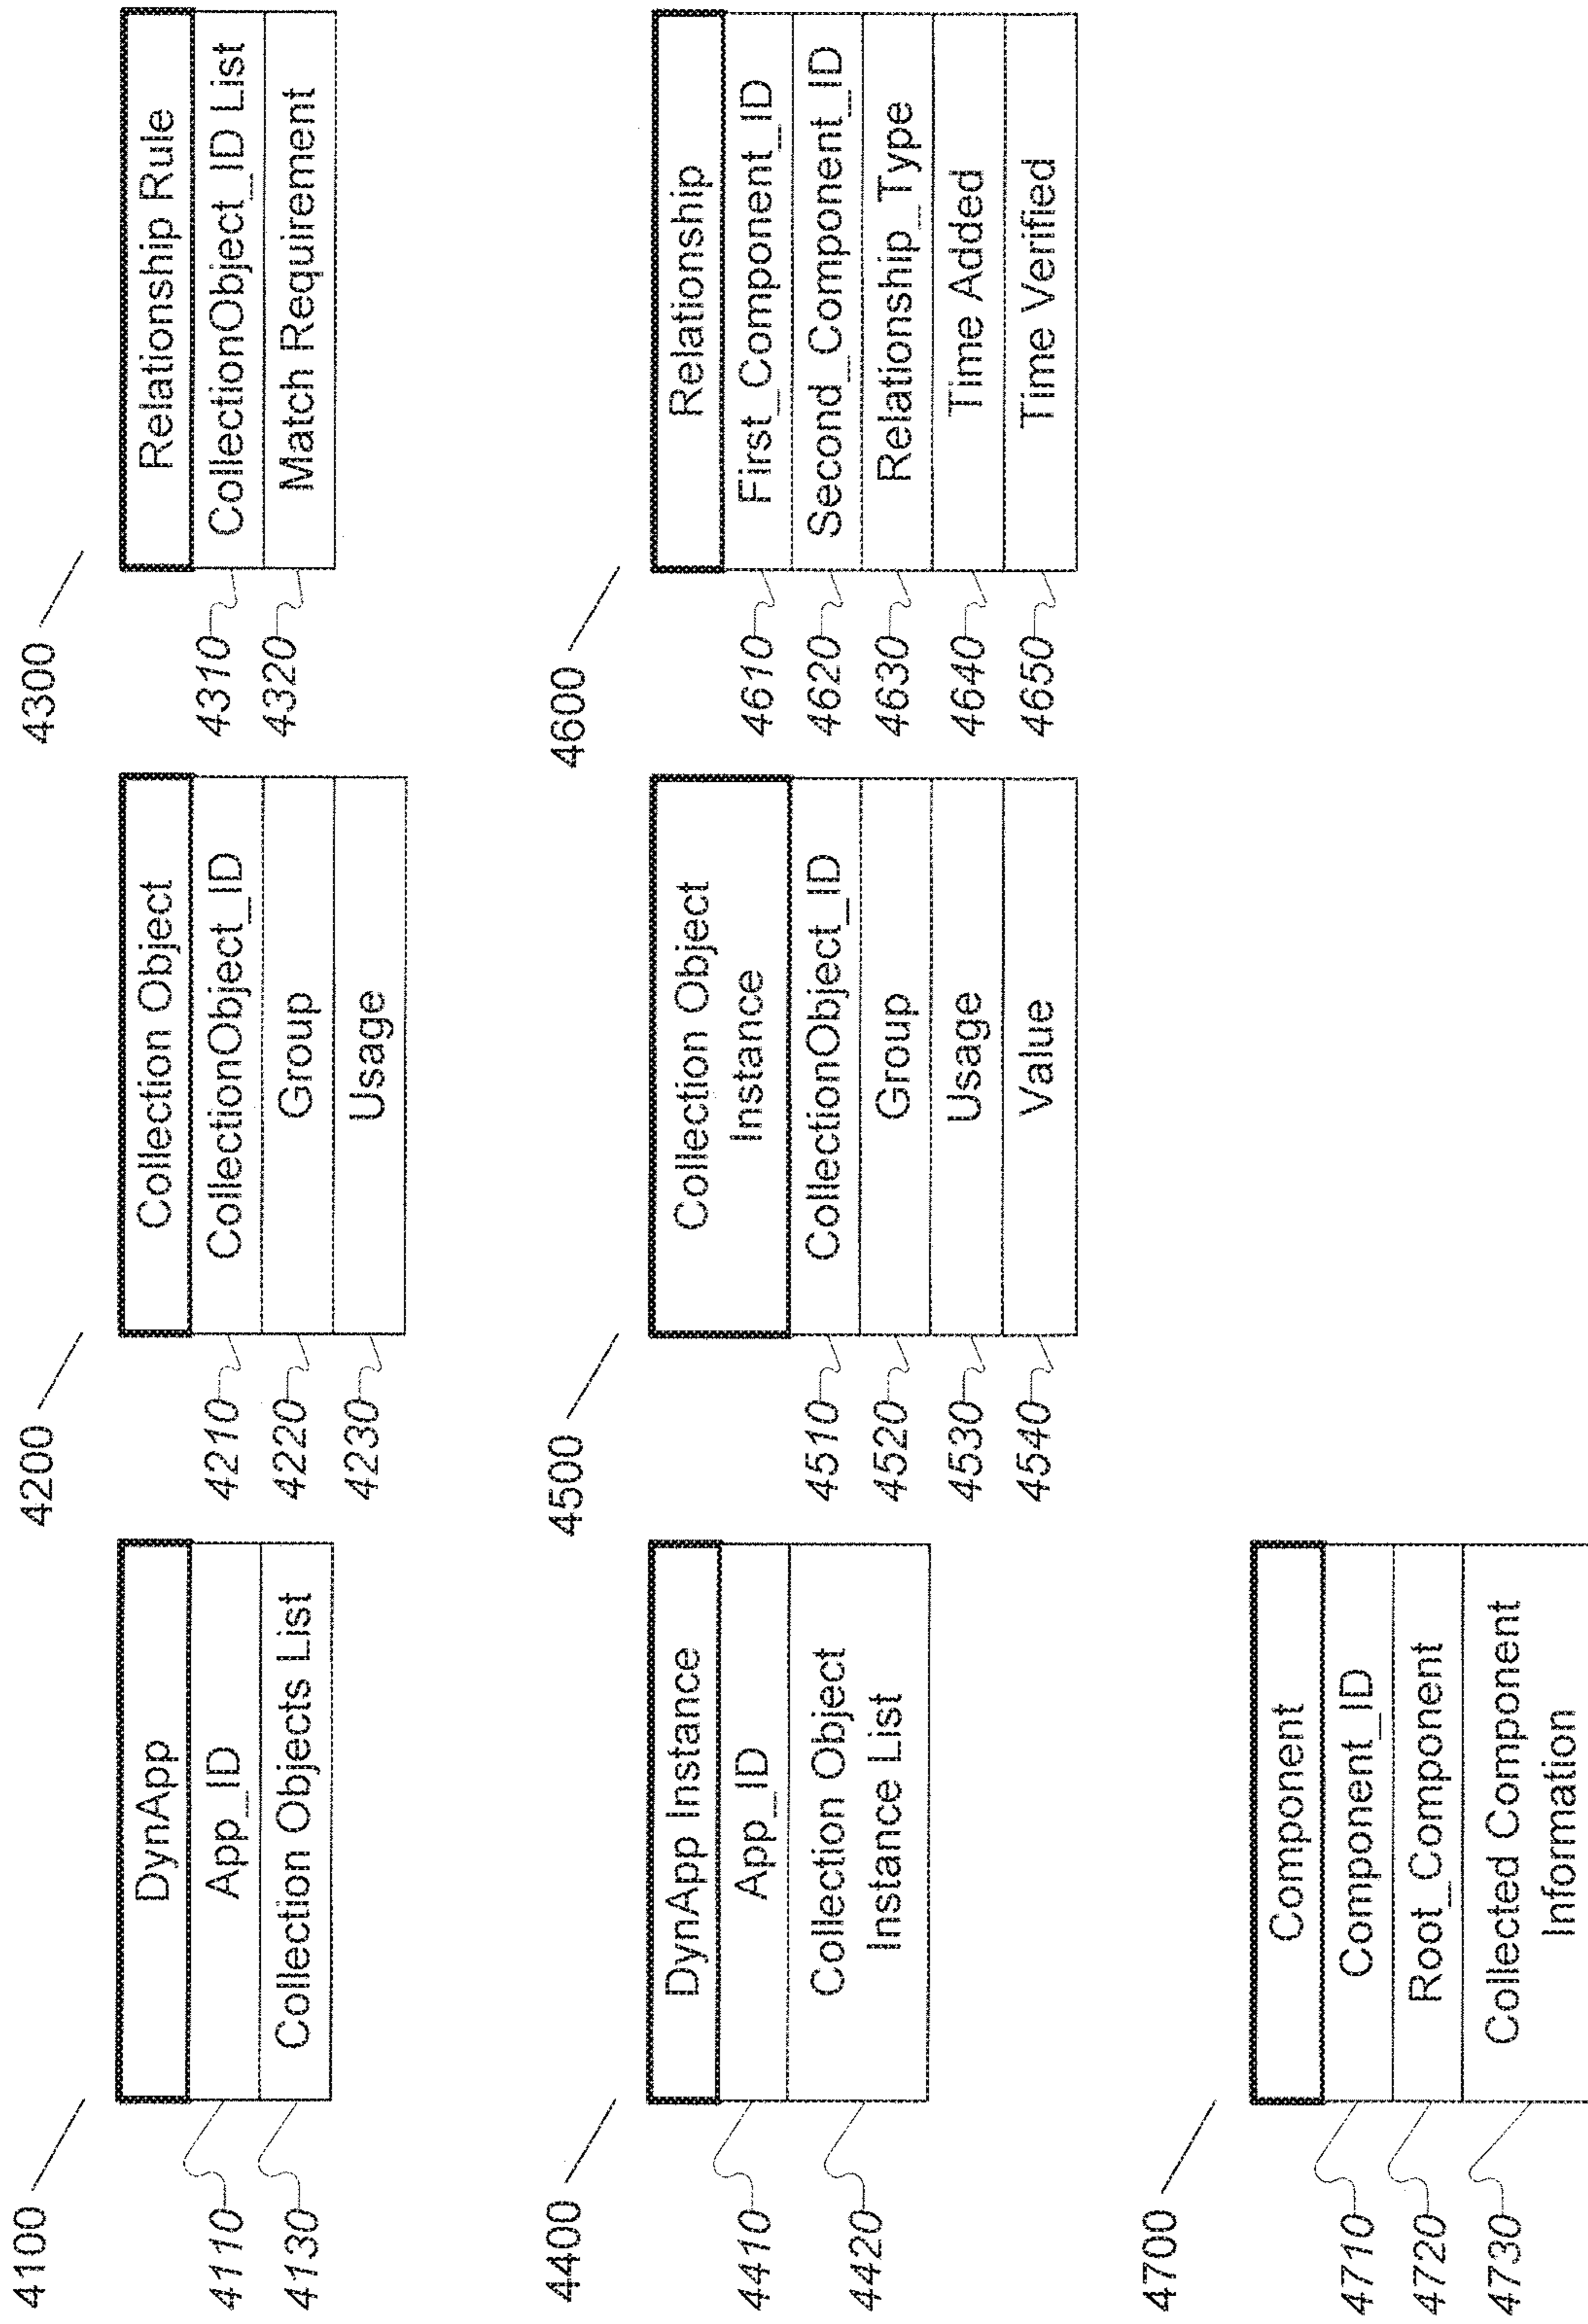 4100
DynApp
4110
App_ID
4130
Collection Objects List
4200
Collection Object
4210
CollectionObject_ID
4220
Group
4230
Usage
4300
Relationship Rule
4310
CollectionObject_ID List
4320
Match Requirement
4400
DynApp Instance
4410
App_ID
4420
Collection Object
Instance List
4500
Collection Object
Instance
4510
CollectionObject_ID
4520
Group
4530
Usage
4540
Value
4600
Relationship
4610
First_Component_ID
4620
Second_Component_ID
4630
Relationship_Type
4640
Time Added
4650
Time Verified
4700
Component
4710
Component_ID
4720
Root_Component
4730
Collected Component
Information